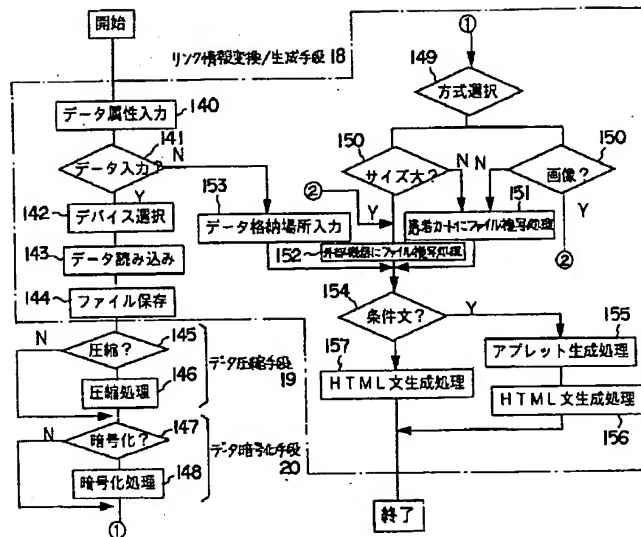 開始
リンク情報変換/生成手段 18
データ属性入力
140
141
データ入力?
N
Y
142
デバイス選択
143
データ読み込み
144
ファイル保存
145
N
圧縮?
146
圧縮処理
データ圧縮手段
19
147
N
暗号化?
148
暗号化処理
データ暗号化手段
20
①
①
149
方式選択
150
サイズ大?
N
Y
150
N
画像?
Y
②
②
153
データ格納場所入力
151
患者カードにファイル複写処理
152
外部機器にファイル複写処理
154
条件文?
Y
N
155
アプレット生成処理
157
HTML文生成処理
HTML文生成処理
156
終了